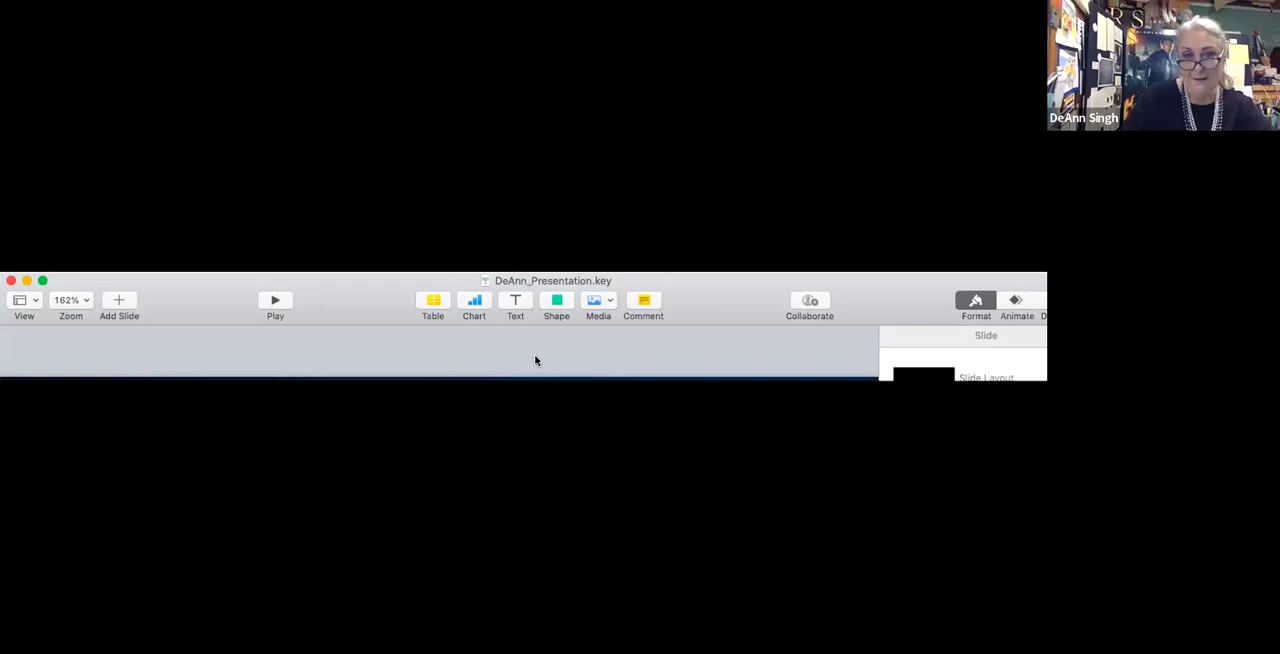 R S
DeAnn Singh
DeAnn_Presentation.key
162%
View Zoom Add Slide Play Table Chart Text Shape Media Comment Collaborate Format Animate D
Slide
Slide Layout